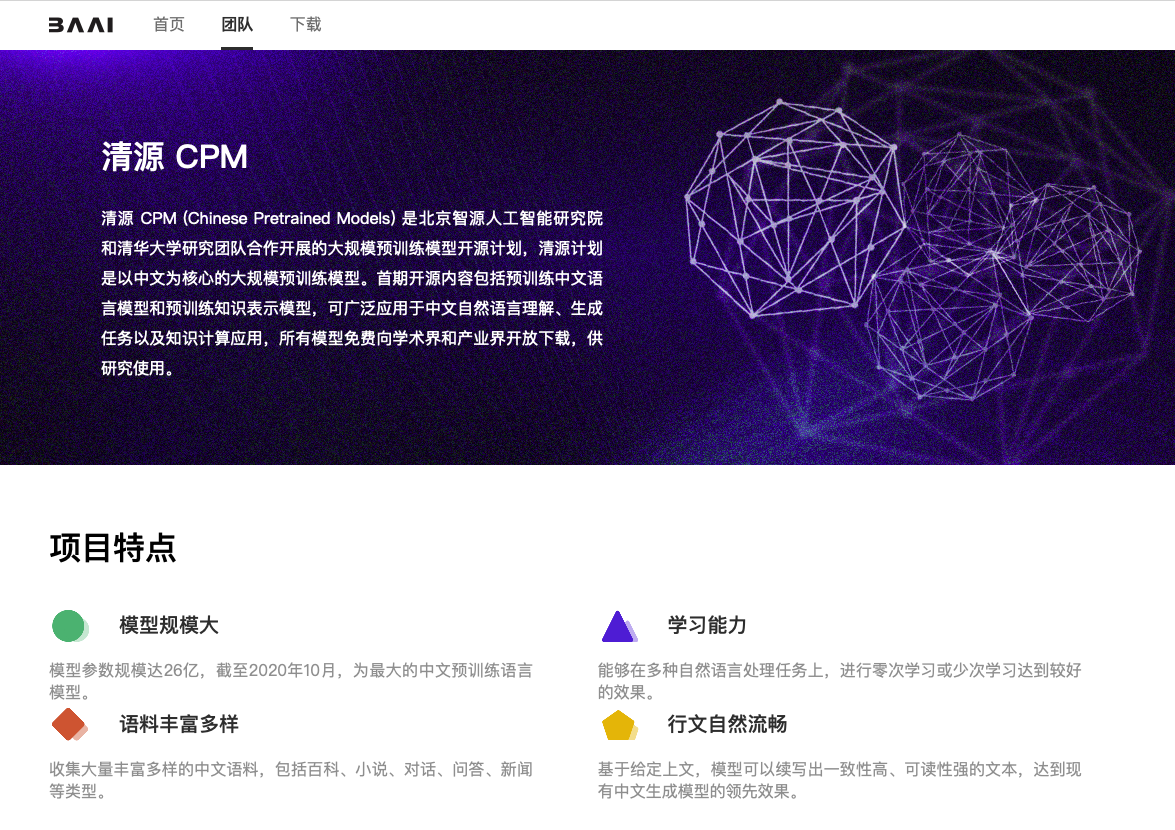 BAAI 首页 团队 下载
清源 CPM
清源 CPM (Chinese Pretrained Models) 是北京智源人工智能研究院
和清华大学研究团队合作开展的大规模预训练模型开源计划，清源计划
是以中文为核心的大规模预训练模型。首期开源内容包括预训练中文语
言模型和预训练知识表示模型，可广泛应用于中文自然语言理解、生成
任务以及知识计算应用，所有模型免费向学术界和产业界开放下载，供
研究使用。
项目特点
模型规模大
模型参数规模达26亿，截至2020年10月，为最大的中文预训练语言
模型。
学习能力
能够在多种自然语言处理任务上，进行零次学习或少次学习达到较好
的效果。
语料丰富多样
收集大量丰富多样的中文语料，包括百科、小说、对话、问答、新闻
等类型。
行文自然流畅
基于给定上文，模型可以续写出一致性高、可读性强的文本，达到现
有中文生成模型的领先效果。